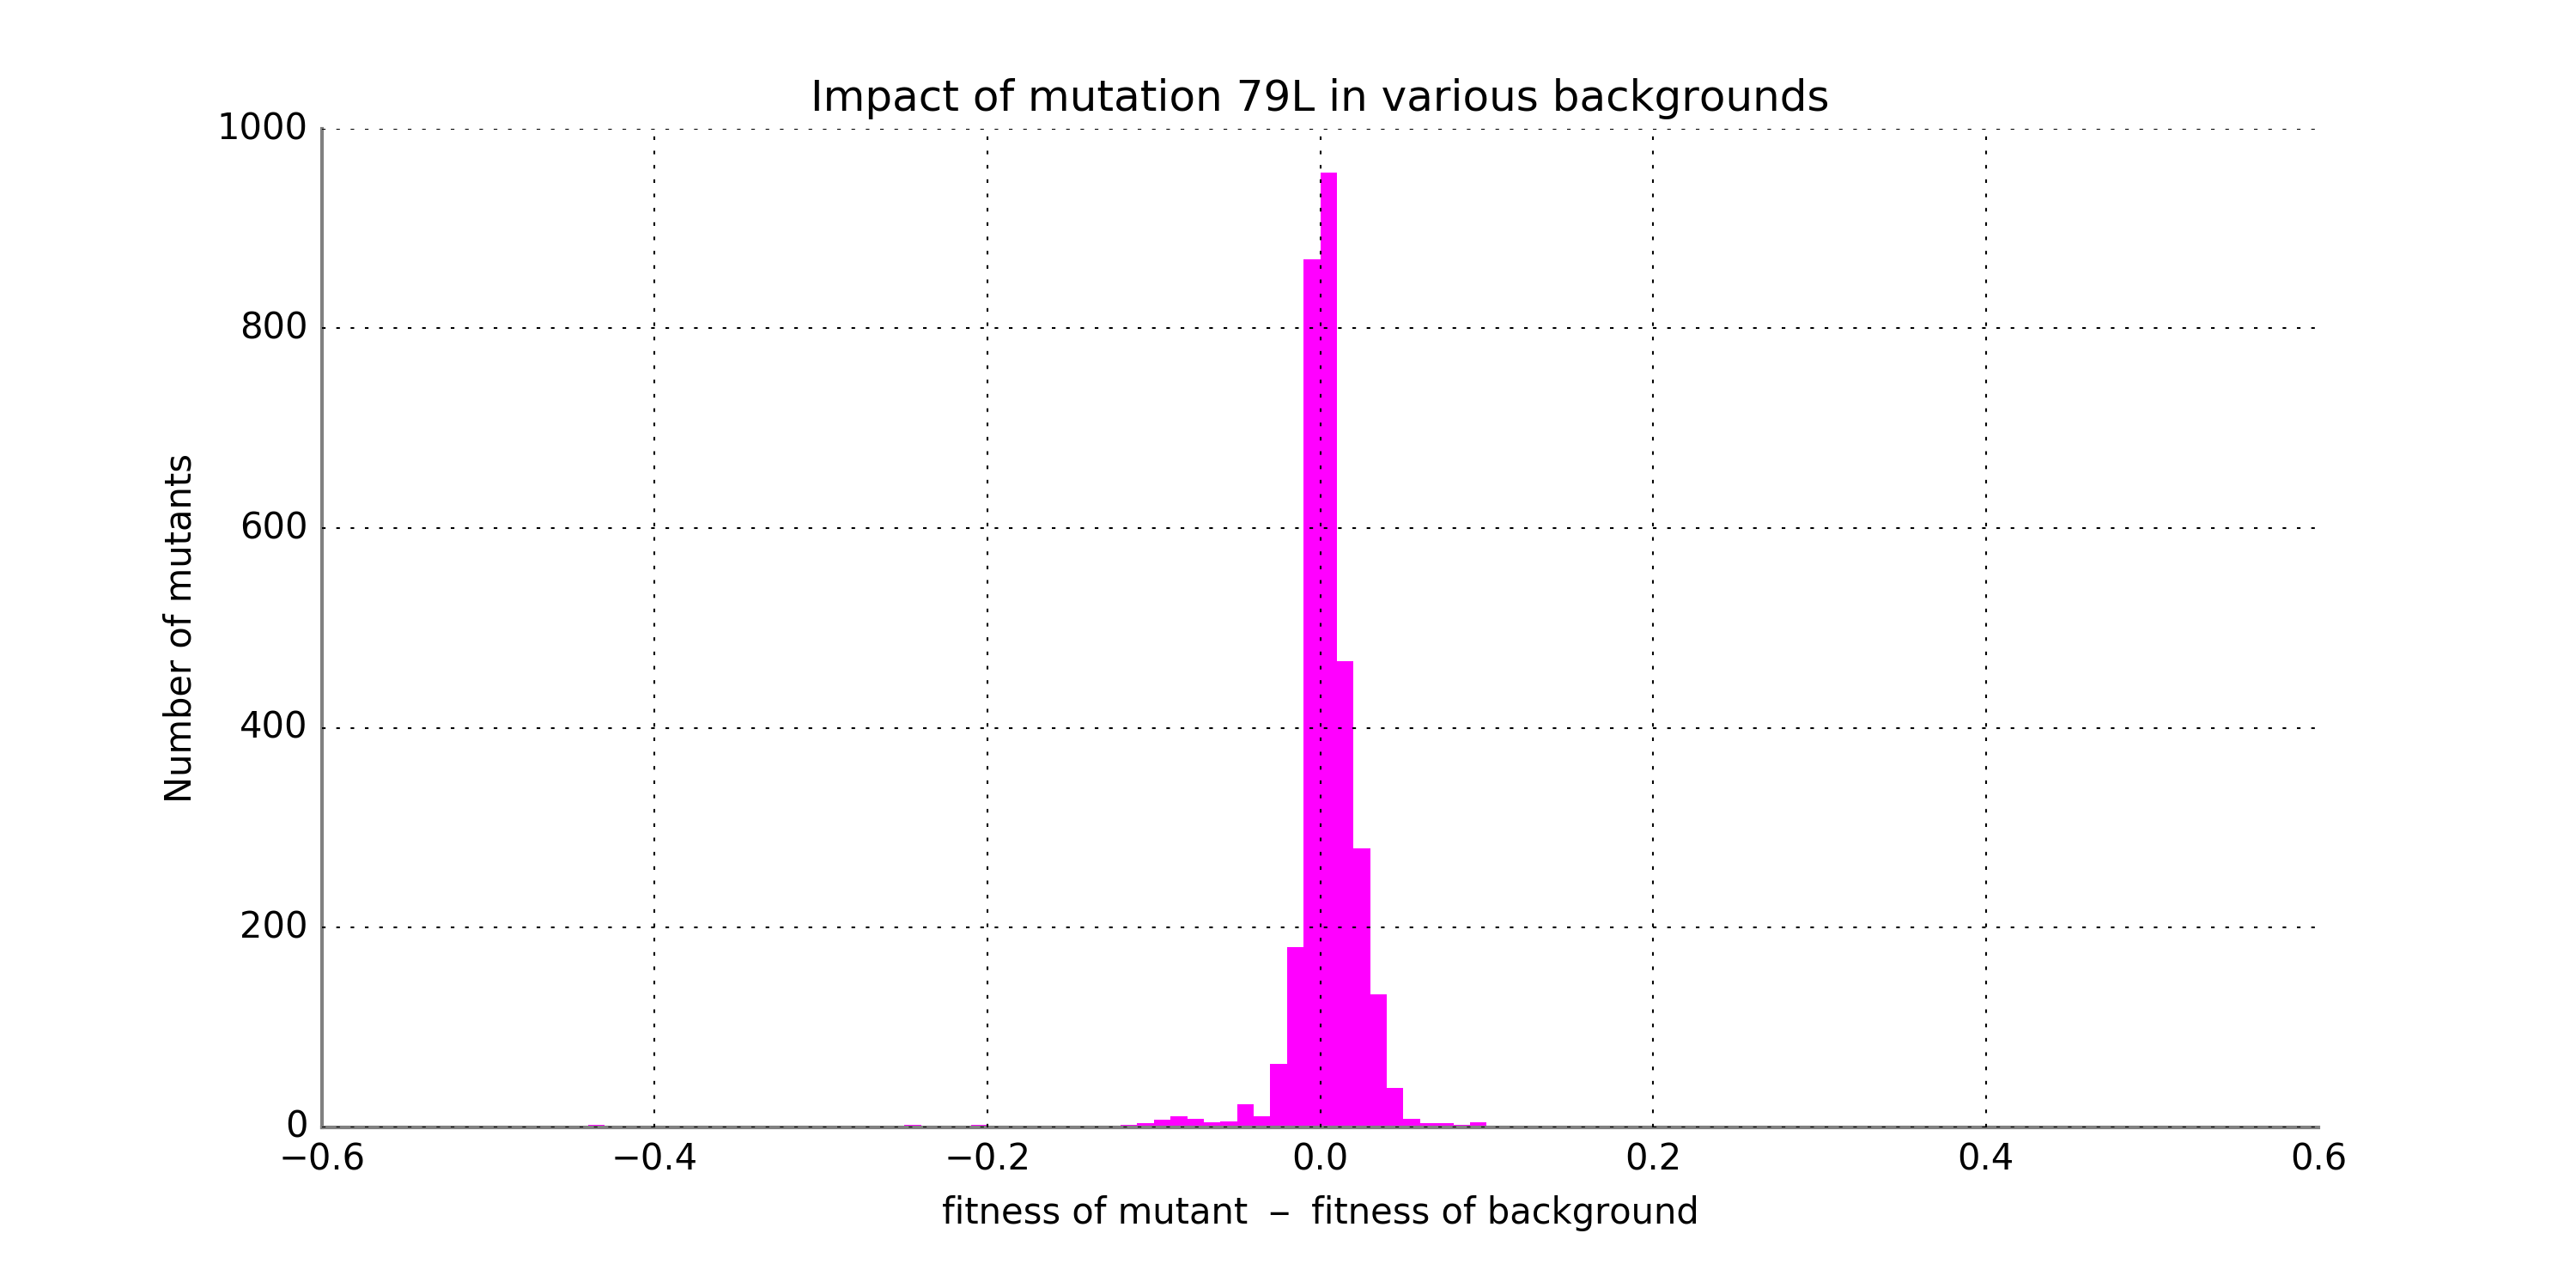 Impact of mutation 79L in various backgrounds
1000
800
600
400
200
0
Number of mutants
−0.6 −0.4 −0.2 0.0 0.2 0.4 0.6
fitness of mutant − fitness of background